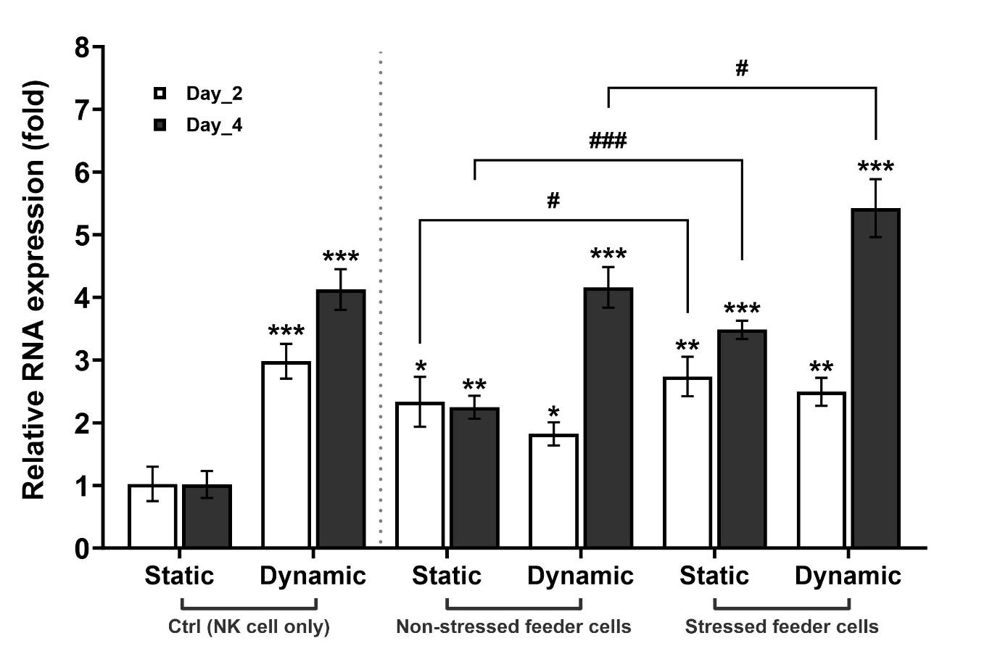 Relative RNA expression (fold)
8
7
6
5
4
3
2
1
0
Day_2
Day_4
#
###
#
*** *** * ** * *** ** *** ** ***
Static Dynamic Static Dynamic Static Dynamic
Ctrl (NK cell only) Non-stressed feeder cells Stressed feeder cells